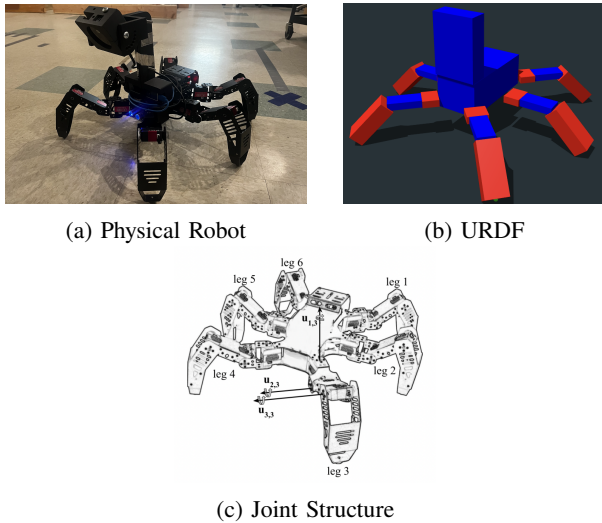 (a) Physical Robot
(b) URDF
leg 6
leg 5
leg 1
u1,3
leg 4
leg 2
u2,3
u3,3
leg 3
(c) Joint Structure